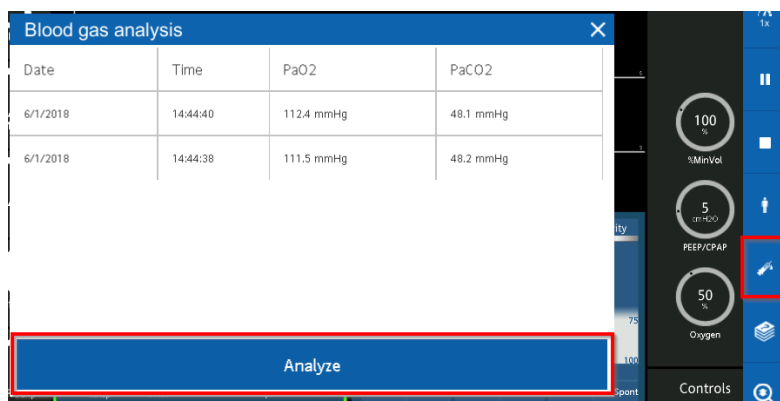 Blood gas analysis
Date Time PaO2 PaCO2
6/1/2018 14:44:40 112.4 mmHg 48.1 mmHg
6/1/2018 14:44:38 111.5 mmHg 48.2 mmHg
Analyze
1x
100
%
%MinVol
5
cmH2O
PEEP/CPAP
50
%
Oxygen
Controls
ity
75
100
Spont